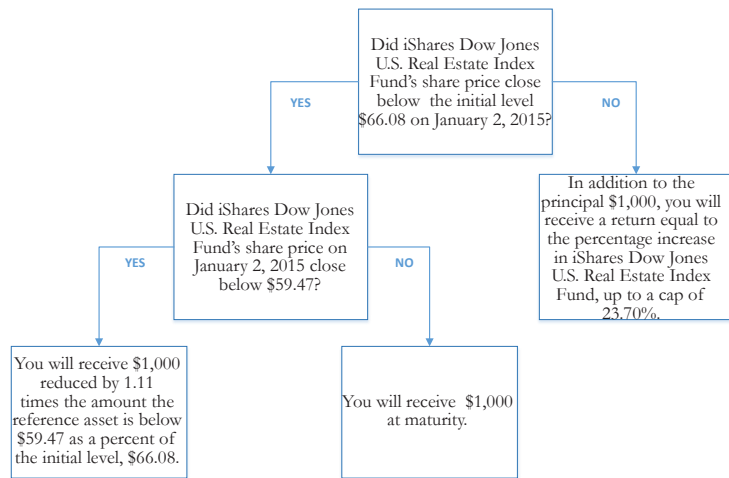 Did iShares Dow Jones
U.S. Real Estate Index
Fund's share price close
below the initial level
$66.08 on January 2, 2015?
YES
NO
Did iShares Dow Jones
U.S. Real Estate Index
Fund's share price on
January 2, 2015 close
below $59.47?
In addition to the
principal $1,000, you will
receive a return equal to
the percentage increase
in iShares Dow Jones
U.S. Real Estate Index
Fund, up to a cap of
23.70%.
YES
NO
You will receive $1,000
reduced by 1.11
times the amount the
reference asset is below
$59.47 as a percent of
the initial level, $66.08.
You will receive $1,000
at maturity.